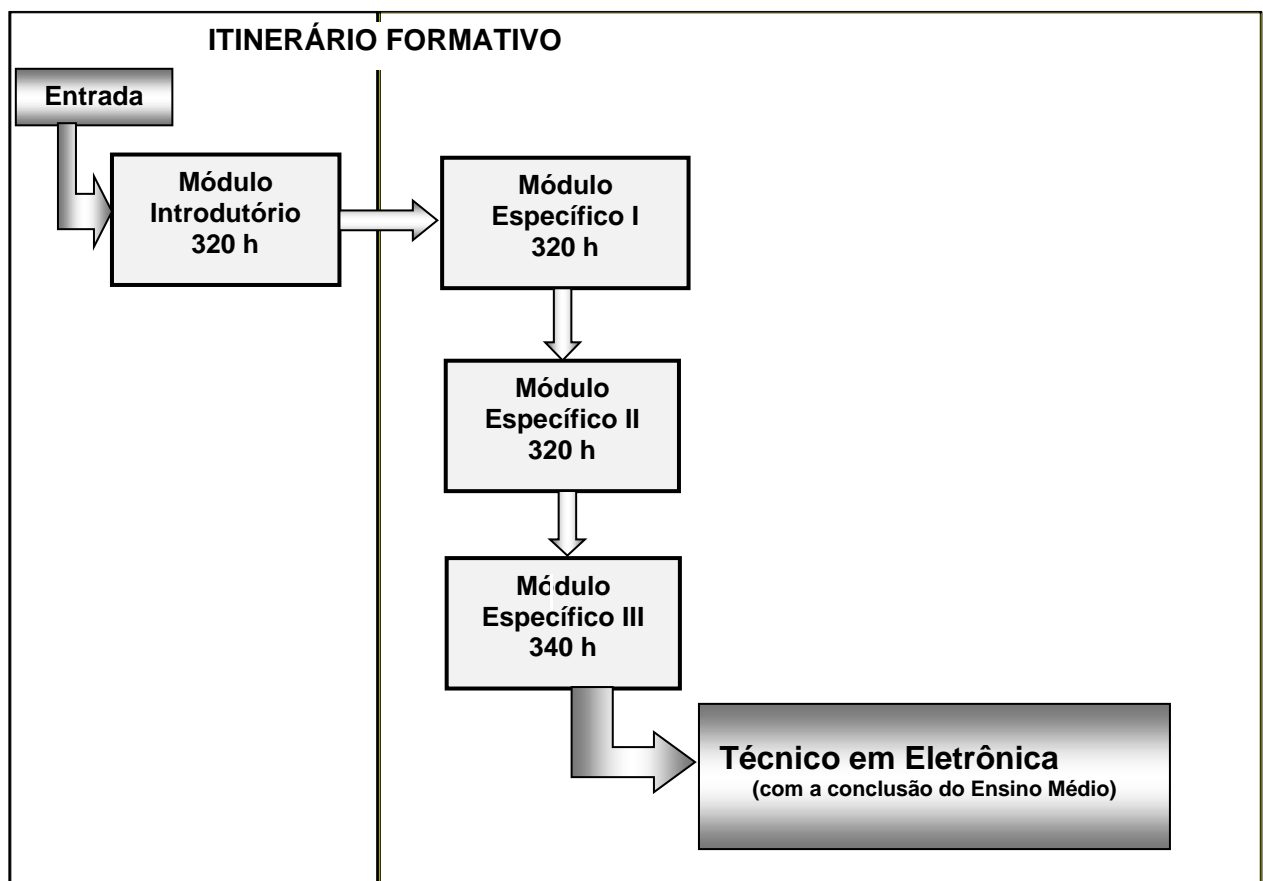 ITINERÁRIO FORMATIVO
Entrada
Módulo
Introdutório
320 h
Módulo
Específico I
320 h
Módulo
Específico II
320 h
Módulo
Específico III
340 h
Técnico em Eletrônica
(com a conclusão do Ensino Médio)